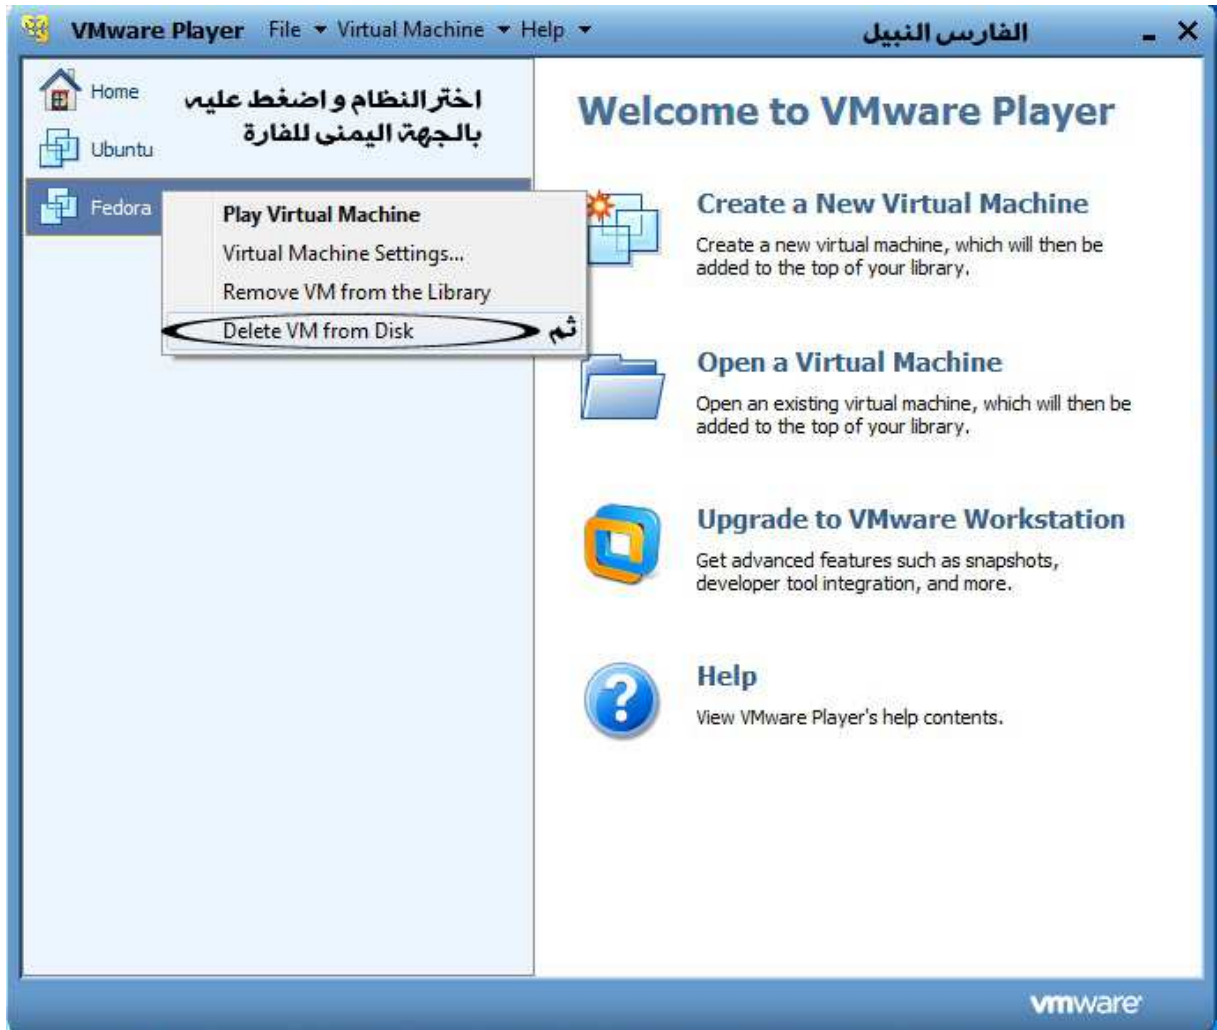 VMware Player File Virtual Machine Help الفارس النبيل
Home
Ubuntu
Fedora
اختر النظام و اضغط عليه
بالجهة اليمنى للفارة
Play Virtual Machine
Virtual Machine Settings...
Remove VM from the Library
Delete VM from Disk ثم
Welcome to VMware Player
Create a New Virtual Machine
Create a new virtual machine, which will then be
added to the top of your library.
Open a Virtual Machine
Open an existing virtual machine, which will then be
added to the top of your library.
Upgrade to VMware Workstation
Get advanced features such as snapshots,
developer tool integration, and more.
Help
View VMware Player's help contents.
vmware